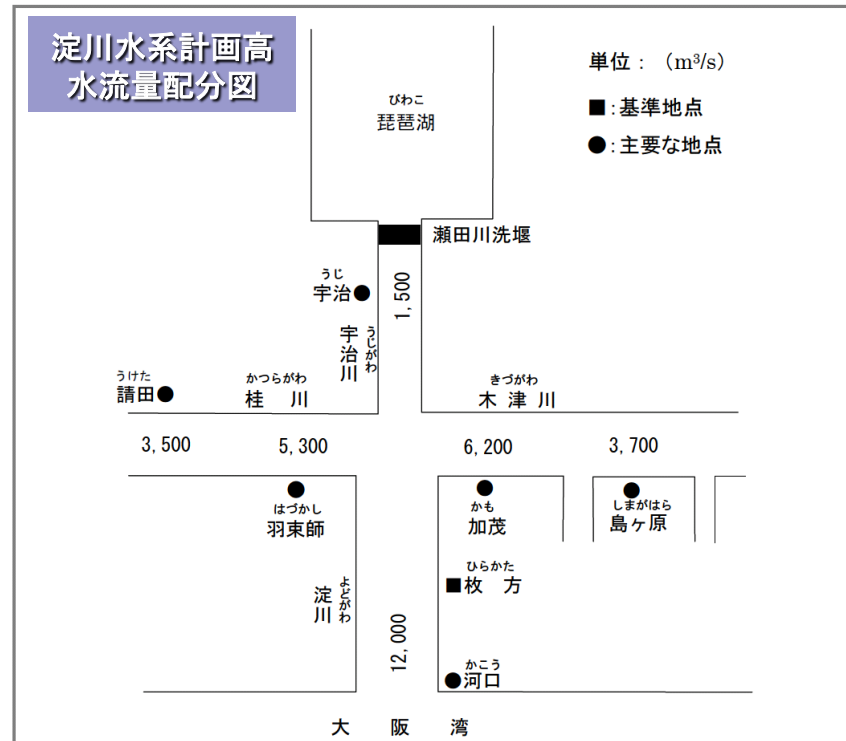 淀川水系計画高
水流量配分図
単位：（m³/s）
■：基準地点
●：主要な地点
びわこ
琵琶湖
瀬田川洗堰
うじ
宇治●
1,500
宇治川
うじがわ
うけた
請田●
かつらがわ
桂　川
きづがわ
木 津 川
3,500
5,300
6,200
3,700
はづかし
羽束師
かも
加茂
しまがはら
島ヶ原
ひらかた
■枚　方
淀川
よどがわ
12,000
かこう
●河口
大　阪　湾